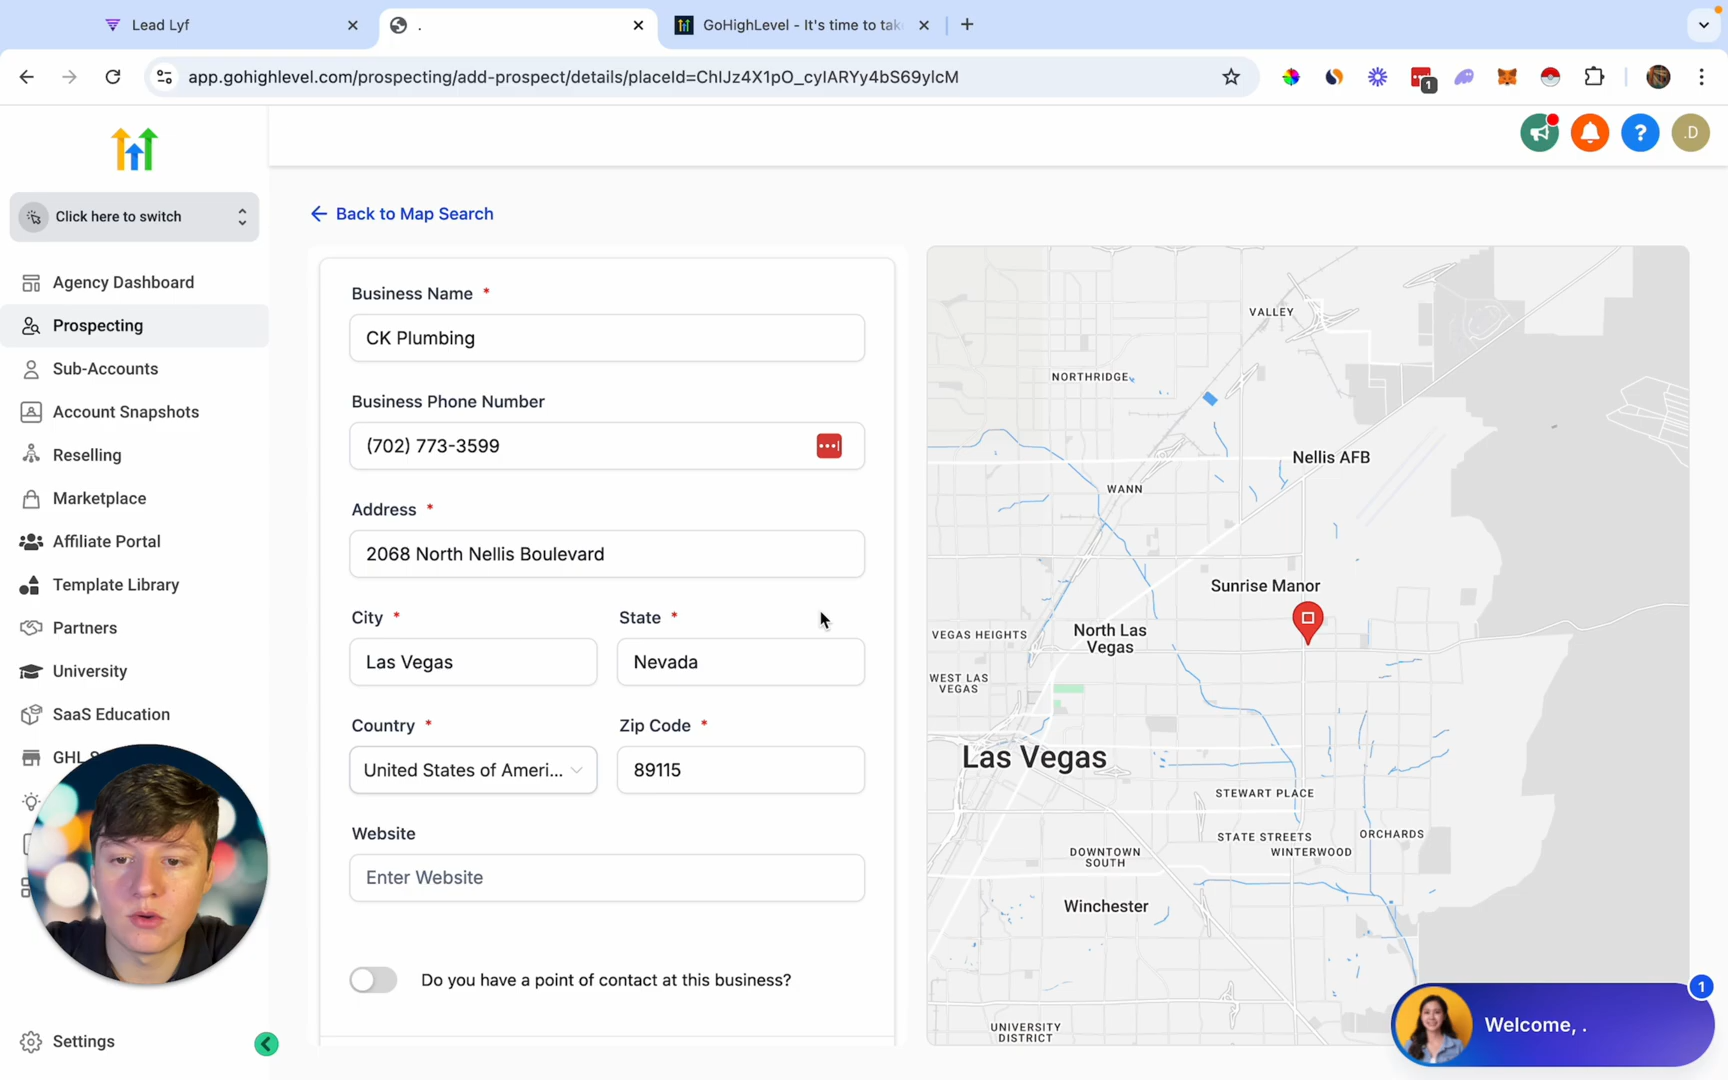 Lead Lyf
.
GoHighLevel - It's time to tak
app.gohighlevel.com/prospecting/add-prospect/details/placeId=ChIJz4X1pO_cyIARYy4bS69ylcM
1
.D
Click here to switch
Agency Dashboard
Prospecting
Sub-Accounts
Account Snapshots
Reselling
Marketplace
Affiliate Portal
Template Library
Partners
University
SaaS Education
GHL
Settings
Back to Map Search
Business Name *
CK Plumbing
Business Phone Number
(702) 773-3599
Address *
2068 North Nellis Boulevard
City *
State *
Las Vegas
Nevada
Country *
Zip Code *
United States of Ameri...
89115
Website
Enter Website
Do you have a point of contact at this business?
VALLEY
NORTHRIDGE
Nellis AFB
WANN
Sunrise Manor
VEGAS HEIGHTS
North Las
Vegas
WEST LAS
VEGAS
Las Vegas
STEWART PLACE
STATE STREETS
ORCHARDS
WINTERWOOD
DOWNTOWN
SOUTH
Winchester
UNIVERSITY
DISTRICT
1
Welcome, .